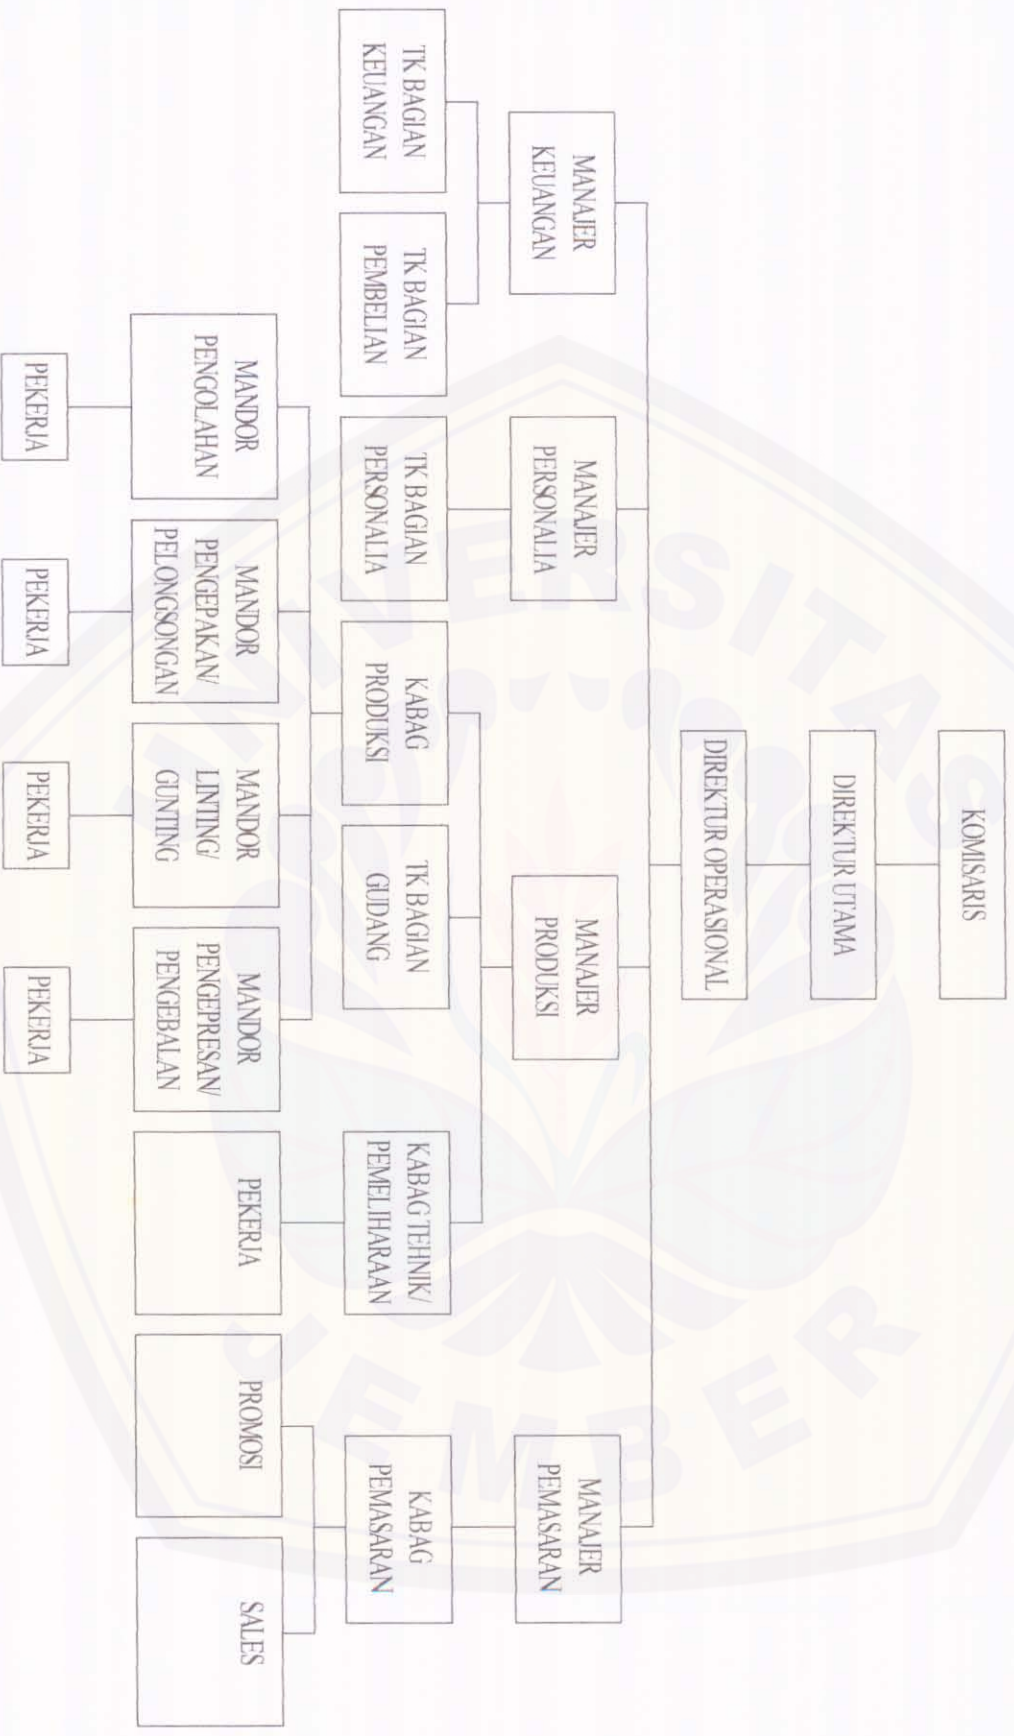 KOMISARIS
DIREKTUR UTAMA
DIREKTUR OPERASIONAL
MANAJER
KEUANGAN
MANAJER
PERSONALIA
MANAJER
PRODUKSI
MANAJER
PEMASARAN
TK BAGIAN
KEUANGAN
TK BAGIAN
PEMBELIAN
TK BAGIAN
PERSONALIA
KABAG
PRODUKSI
TK BAGIAN
GUDANG
KABAG TEHNIK/
PEMELIHARAAN
KABAG
PEMASARAN
MANDOR
PENGOLAHAN
MANDOR
PENGEPAKAN/
PELONGSONGAN
MANDOR
LINTING/
GUNTING
MANDOR
PENGEPRESAN/
PENGEBALAN
PEKERJA
PROMOSI
SALES
PEKERJA
PEKERJA
PEKERJA
PEKERJA
UNIVERSITAS
JEMBER